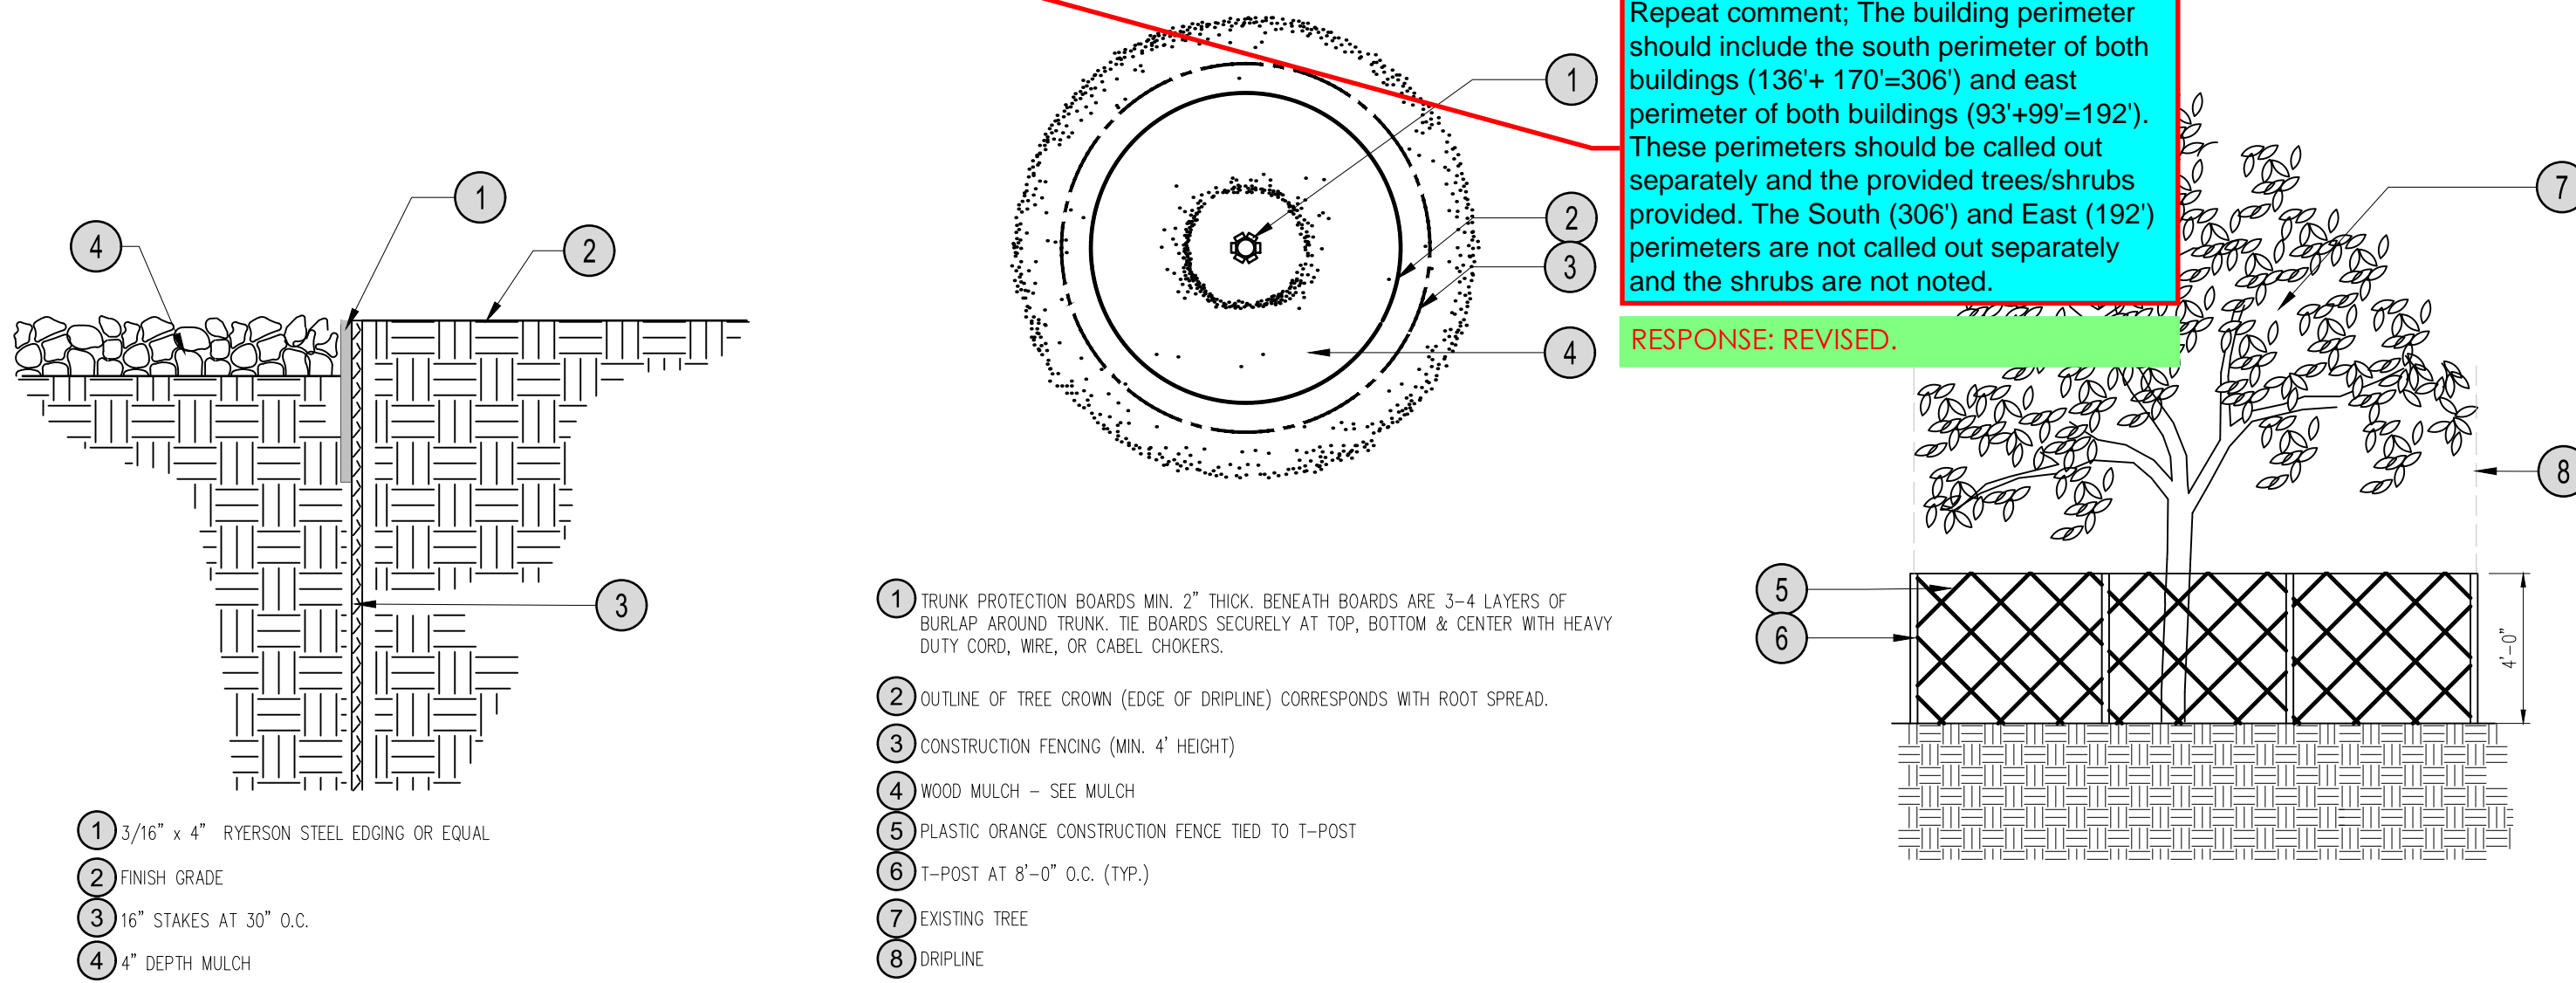 Repeat comment; The building perimeter
should include the south perimeter of both
buildings (136'+ 170'=306') and east
perimeter of both buildings (93'+99'=192').
These perimeters should be called out
separately and the provided trees/shrubs
provided. The South (306') and East (192')
perimeters are not called out separately
and the shrubs are not noted.
RESPONSE: REVISED.
1
2
4
3
1
2
3
4
7
8
5
6
4'-0"
1 3/16" x 4" RYERSON STEEL EDGING OR EQUAL
2 FINISH GRADE
3 16" STAKES AT 30" O.C.
4 4" DEPTH MULCH
1 TRUNK PROTECTION BOARDS MIN. 2" THICK. BENEATH BOARDS ARE 3-4 LAYERS OF
BURLAP AROUND TRUNK. TIE BOARDS SECURELY AT TOP, BOTTOM & CENTER WITH HEAVY
DUTY CORD, WIRE, OR CABEL CHOKERS.
2 OUTLINE OF TREE CROWN (EDGE OF DRIPLINE) CORRESPONDS WITH ROOT SPREAD.
3 CONSTRUCTION FENCING (MIN. 4' HEIGHT)
4 WOOD MULCH - SEE MULCH
5 PLASTIC ORANGE CONSTRUCTION FENCE TIED TO T-POST
6 T-POST AT 8'-0" O.C. (TYP.)
7 EXISTING TREE
8 DRIPLINE